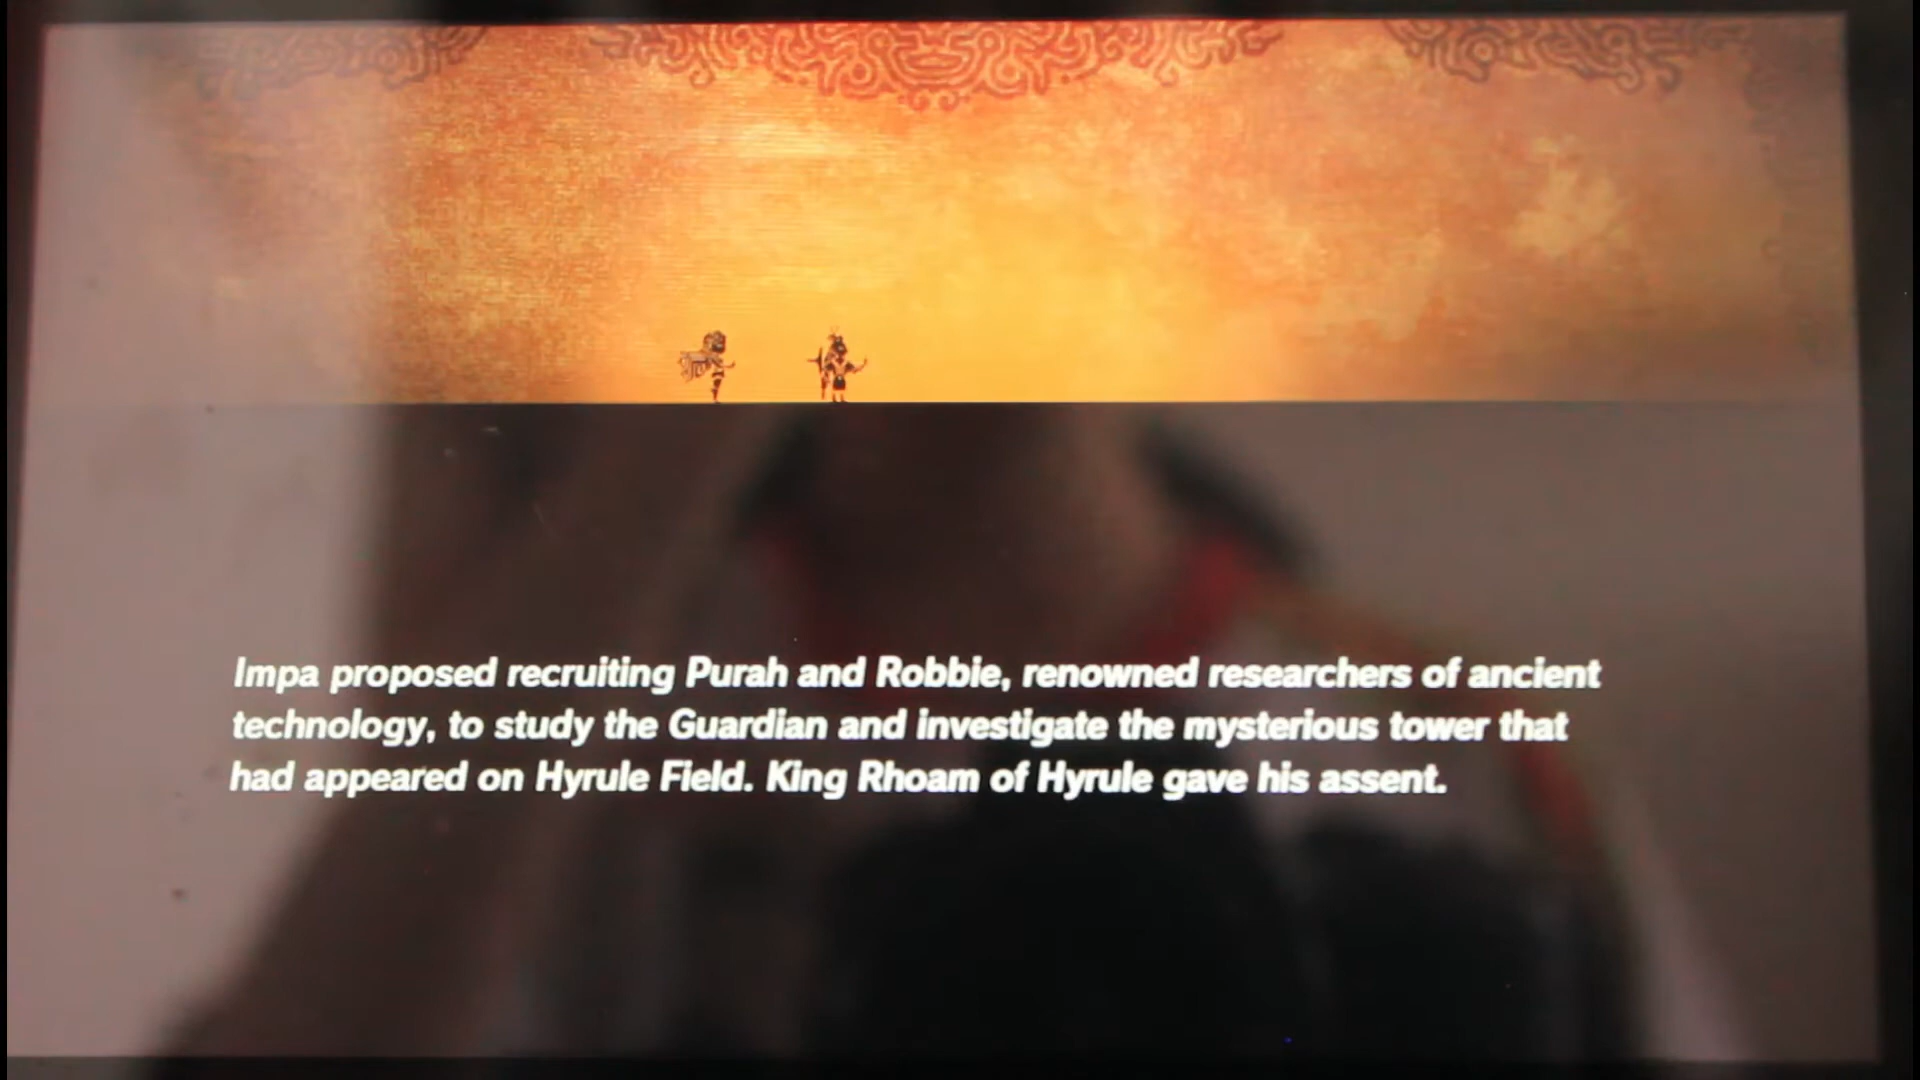 Impa proposed recruiting Purah and Robbie, renowned researchers of ancient
technology, to study the Guardian and investigate the mysterious tower that
had appeared on Hyrule Field. King Rhoam of Hyrule gave his assent.